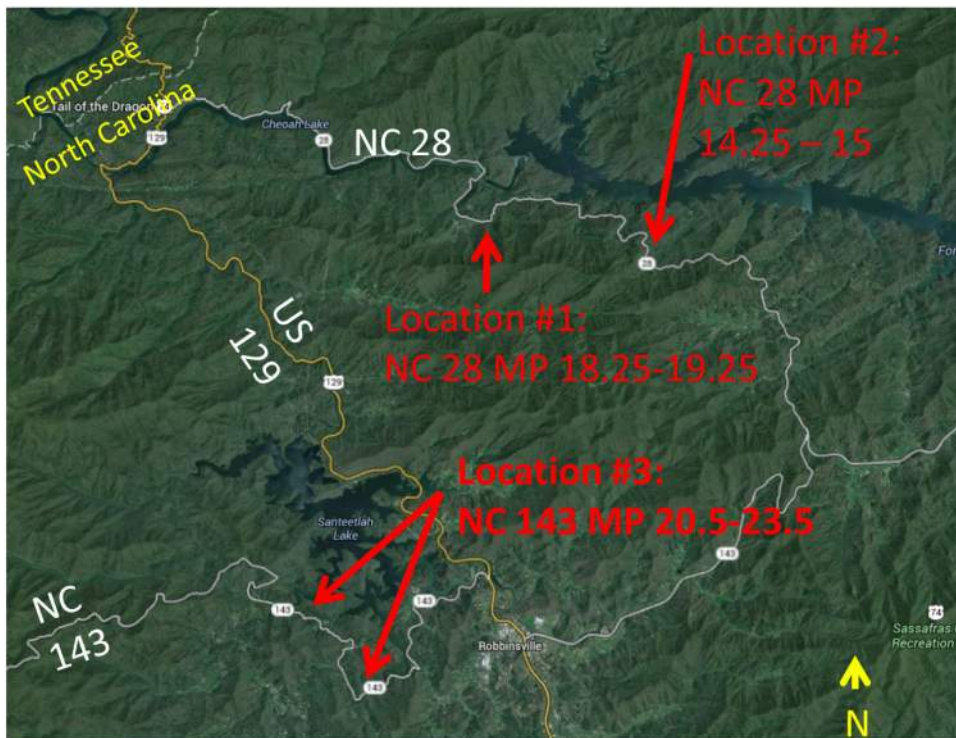 Tennessee
Tail of the Dragon
North Carolina
129
Cheoah Lake
28
NC 28
Location #2:
NC 28 MP
14.25 – 15
28
Location #1:
NC 28 MP 18.25-19.25
US
129
129
Location #3:
NC 143 MP 20.5-23.5
Santeetlah
Lake
NC
143
143
143
143
143
Robbinsville
74
Sassafras
Recreation
N